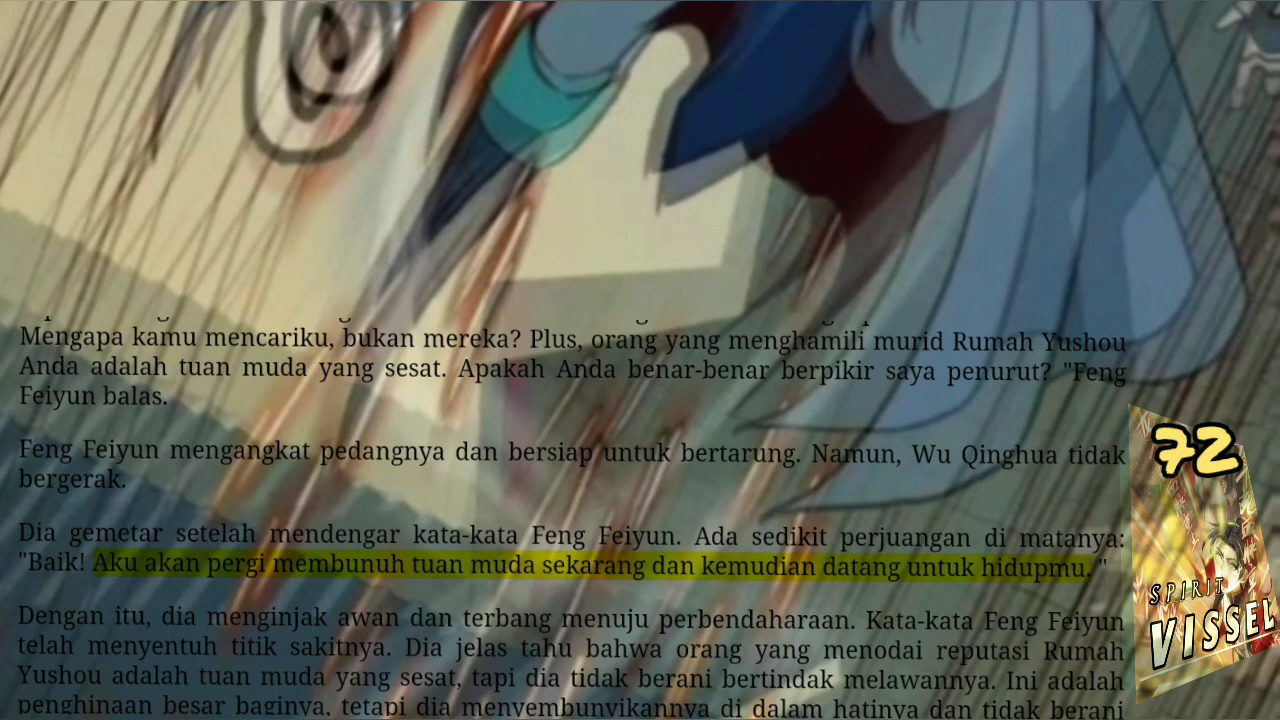 Mengapa kamu mencariku, bukan mereka? Plus, orang yang menghamili murid Rumah Yushou
Anda adalah tuan muda yang sesat. Apakah Anda benar-benar berpikir saya penurut? "Feng
Feiyun balas.
Feng Feiyun mengangkat pedangnya dan bersiap untuk bertarung. Namun, Wu Qinghua tidak
bergerak.
Dia gemetar setelah mendengar kata-kata Feng Feiyun. Ada sedikit perjuangan di matanya:
"Baik! Aku akan pergi membunuh tuan muda sekarang dan kemudian datang untuk hidupmu. "
Dengan itu, dia menginjak awan dan terbang menuju perbendaharaan. Kata-kata Feng Feiyun
telah menyentuh titik sakitnya. Dia jelas tahu bahwa orang yang menodai reputasi Rumah
Yushou adalah tuan muda yang sesat, tapi dia tidak berani bertindak melawannya. Ini adalah
penghinaan besar baginya, tetapi dia menyembunyikannya di dalam hatinya dan tidak berani
72
SPIRIT
VISSEL